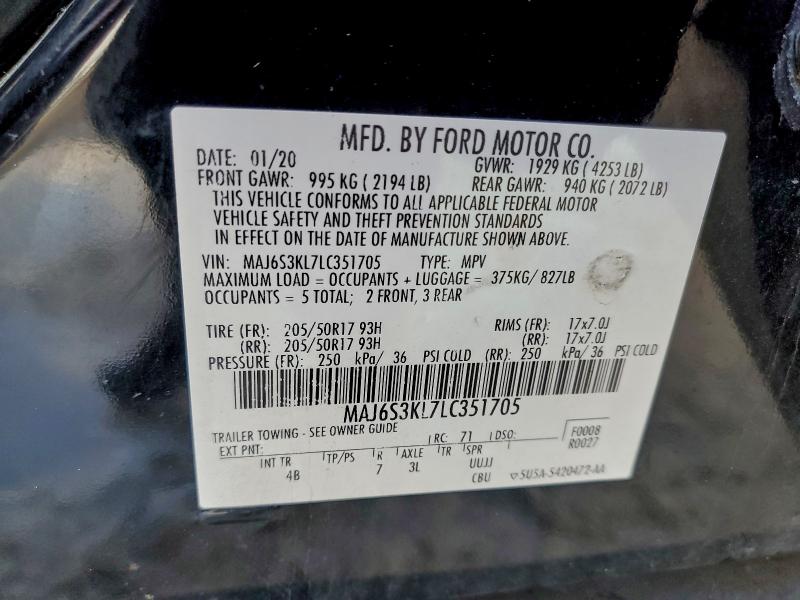 MFD. BY FORD MOTOR CO.
DATE: 01/20 GVWR: 1929 KG ( 4253 LB)
FRONT GAWR: 995 KG ( 2194 LB) REAR GAWR: 940 KG ( 2072 LB)
THIS VEHICLE CONFORMS TO ALL APPLICABLE FEDERAL MOTOR
VEHICLE SAFETY AND THEFT PREVENTION STANDARDS
IN EFFECT ON THE DATE OF MANUFACTURE SHOWN ABOVE.
VIN: MAJ6S3KL7LC351705 TYPE: MPV
MAXIMUM LOAD = OCCUPANTS + LUGGAGE = 375KG/ 827LB
OCCUPANTS = 5 TOTAL; 2 FRONT, 3 REAR
TIRE (FR): 205/50R17 93H RIMS (FR): 17x7.0J
(RR): 205/50R17 93H (RR): 17x7.0J
PRESSURE (FR): 250 kPa/ 36 PSI COLD (RR): 250 kPa/ 36 PSI COLD
MAJ6S3KL7LC351705
TRAILER TOWING - SEE OWNER GUIDE
EXT PNT: RC: 71 DSO: F0008
R0027
INT TR TP/PS R AXLE TR SPR
4B 7 3L UUJJ
CBU 5U5A-5420472-AA